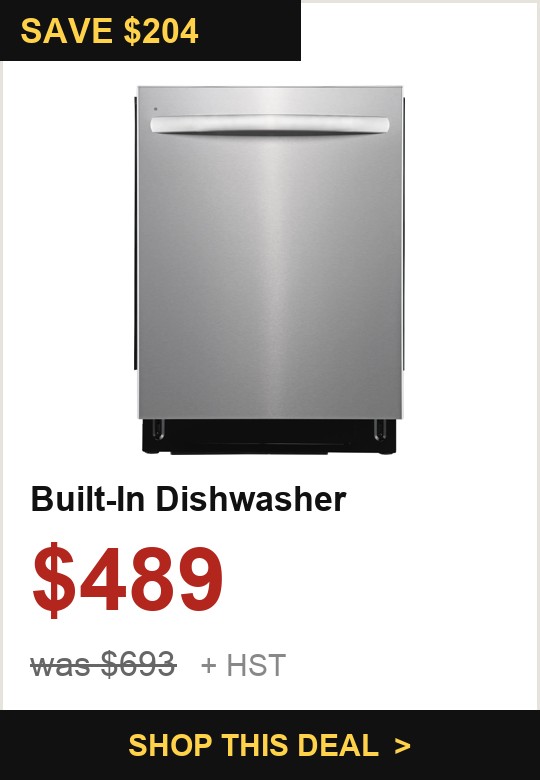 SAVE $204
Built-In Dishwasher
$489
was $693 + HST
SHOP THIS DEAL >